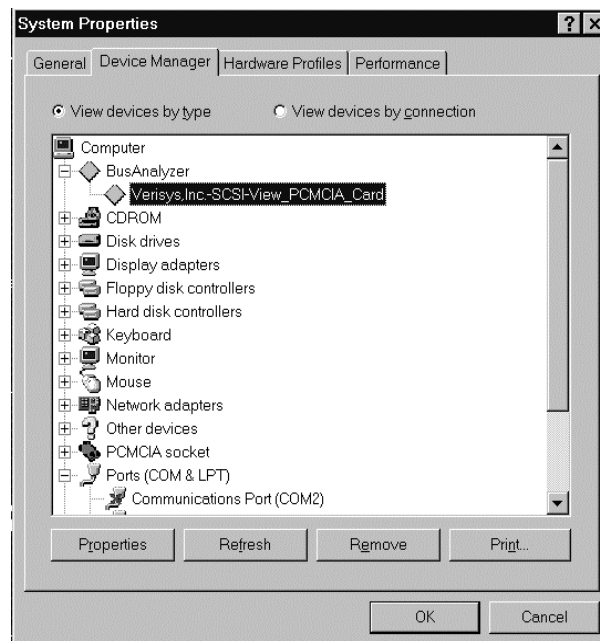 System Properties
General
Device Manager
Hardware Profiles
Performance
View devices by type
View devices by connection
Computer
BusAnalyzer
Verisys,Inc.-SCSI-View_PCMCIA_Card
CDROM
Disk drives
Display adapters
Floppy disk controllers
Hard disk controllers
Keyboard
Monitor
Mouse
Network adapters
Other devices
PCMCIA socket
Ports (COM & LPT)
Communications Port (COM2)
Properties
Refresh
Remove
Print...
OK
Cancel